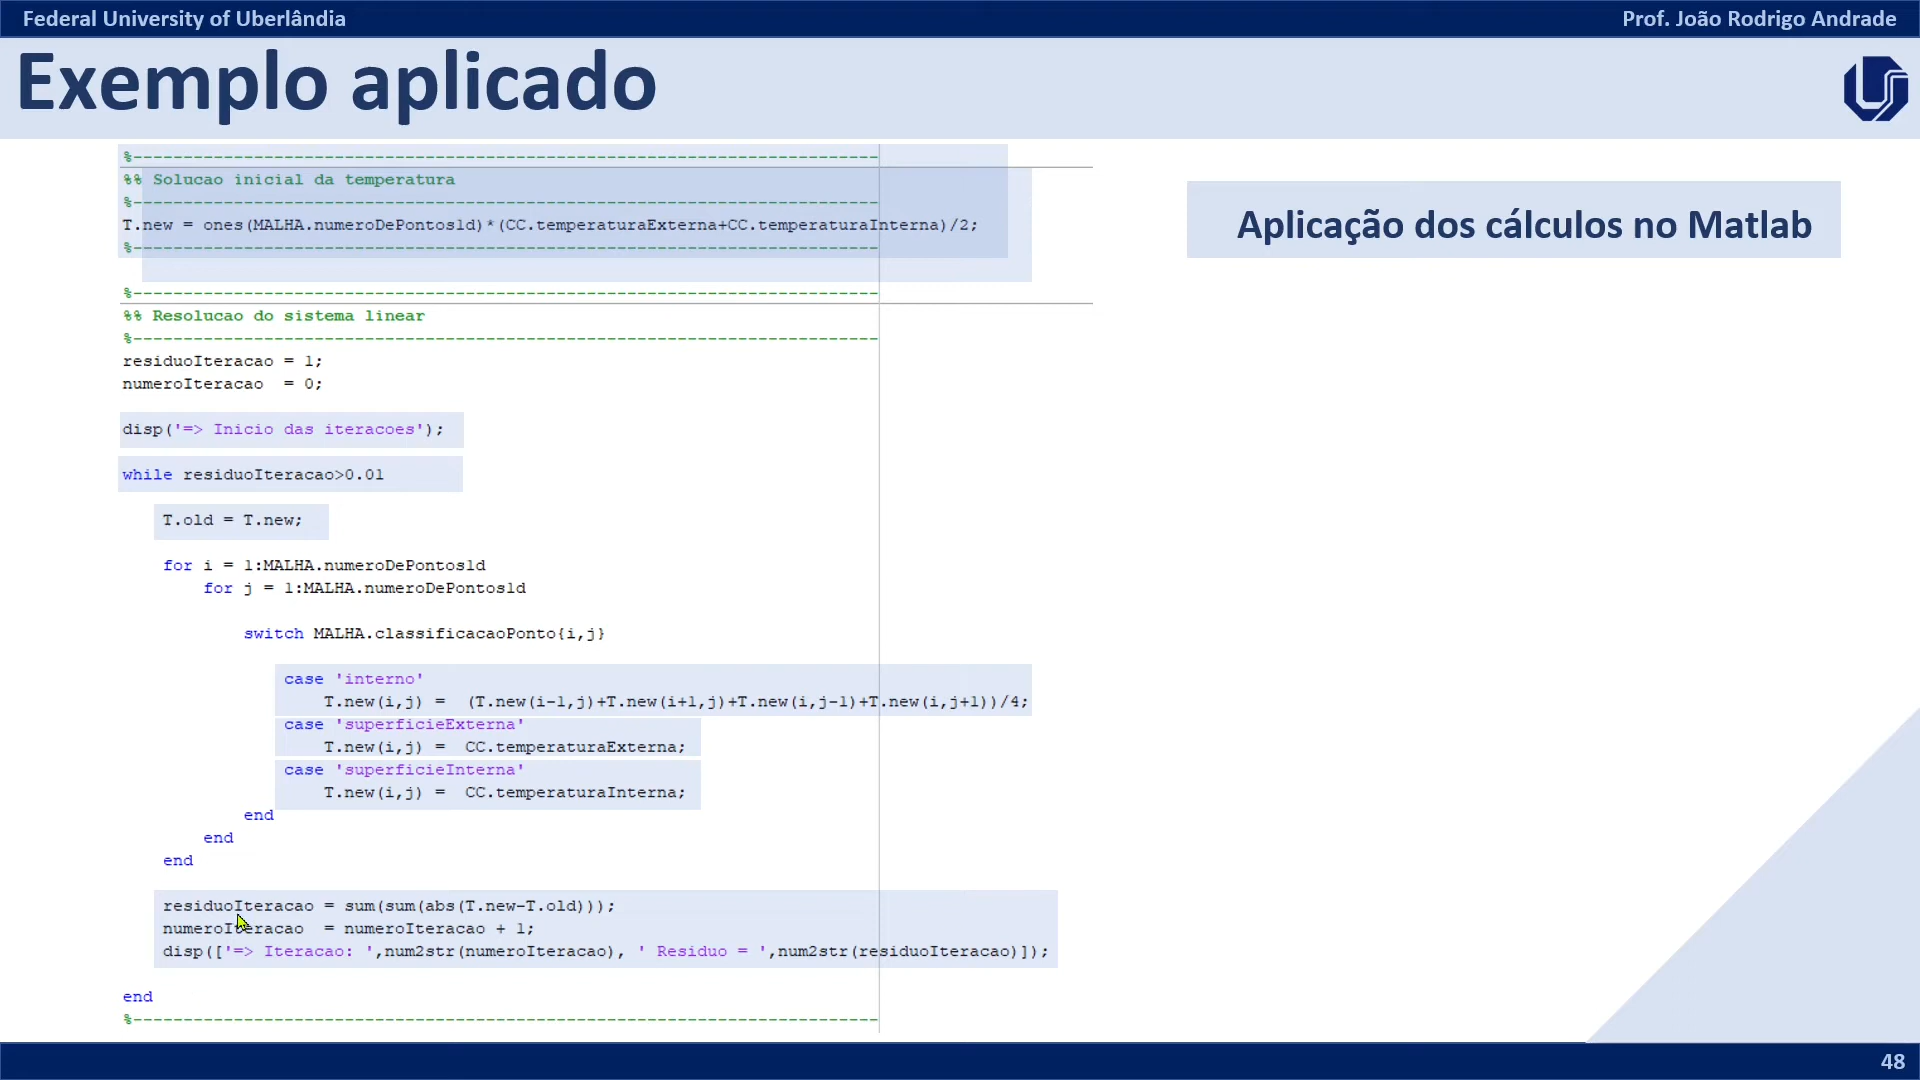 Federal University of Uberlândia
Prof. João Rodrigo Andrade
Exemplo aplicado
%--------------------------------------------------------------------------
%% Solucao inicial da temperatura
%--------------------------------------------------------------------------
T.new = ones(MALHA.numeroDePontos1d)*(CC.temperaturaExterna+CC.temperaturaInterna)/2;
%--------------------------------------------------------------------------
Aplicação dos cálculos no Matlab
%--------------------------------------------------------------------------
%% Resolucao do sistema linear
%--------------------------------------------------------------------------
residuoIteracao = 1;
numeroIteracao  = 0;
disp('=> Inicio das iteracoes');
while residuoIteracao>0.01
    T.old = T.new;
    for i = 1:MALHA.numeroDePontos1d
        for j = 1:MALHA.numeroDePontos1d
            switch MALHA.classificacaoPonto{i,j}
                case 'interno'
                    T.new(i,j) =  (T.new(i-1,j)+T.new(i+1,j)+T.new(i,j-1)+T.new(i,j+1))/4;
                case 'superficieExterna'
                    T.new(i,j) =  CC.temperaturaExterna;
                case 'superficieInterna'
                    T.new(i,j) =  CC.temperaturaInterna;
            end
        end
    end
    residuoIteracao = sum(sum(abs(T.new-T.old)));
    numeroIteracao  = numeroIteracao + 1;
    disp(['=> Iteracao: ',num2str(numeroIteracao), ' Residuo = ',num2str(residuoIteracao)]);
end
%--------------------------------------------------------------------------
48